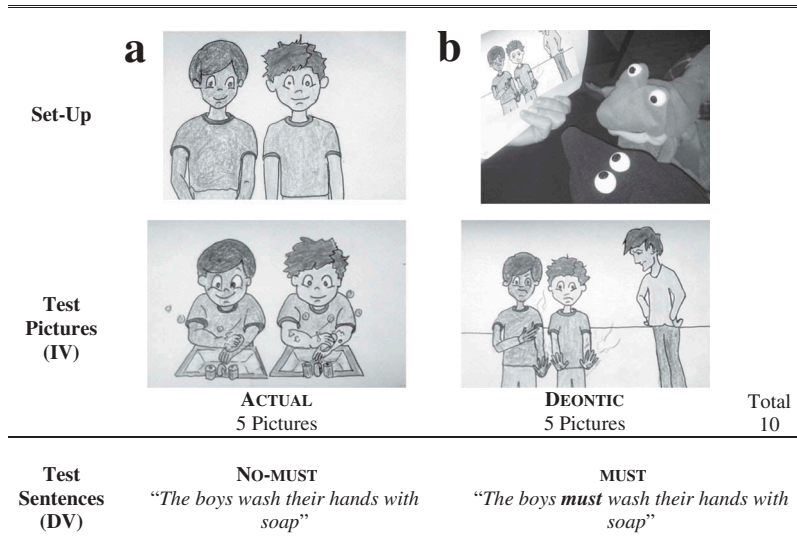 a
b
Set-Up
Test
Pictures
(IV)
ACTUAL
5 Pictures
DEONTIC
5 Pictures
Total
10
Test
Sentences
(DV)
NO-MUST
“The boys wash their hands with
soap”
MUST
“The boys must wash their hands with
soap”